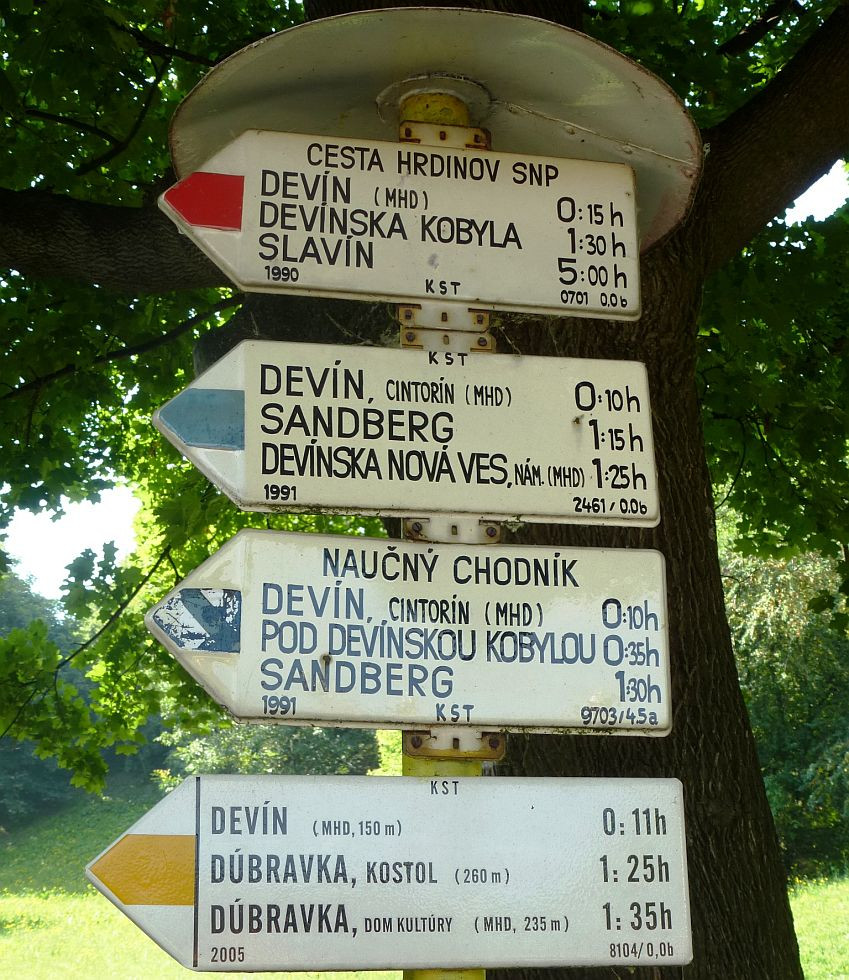 CESTA HRDINOV SNP
DEVÍN (MHD) 0:15 h
DEVÍNSKA KOBYLA 1:30 h
SLAVÍN 5:00 h
1990 KST 0701 0.0b
KST
DEVÍN, CINTORÍN (MHD) 0:10h
SANDBERG 1:15h
DEVÍNSKA NOVÁ VES, NÁM. (MHD) 1:25h
1991 2461/0.0b
NAUČNÝ CHODNÍK
DEVÍN, CINTORÍN (MHD) 0:10h
POD DEVÍNSKOU KOBYLOU 0:35h
SANDBERG 1:30h
1991 KST 9703/4.5a
KST
DEVÍN (MHD, 150 m) 0:11h
DÚBRAVKA, KOSTOL (260 m) 1:25h
DÚBRAVKA, DOM KULTÚRY (MHD, 235 m) 1:35h
2005 8104/0,0b